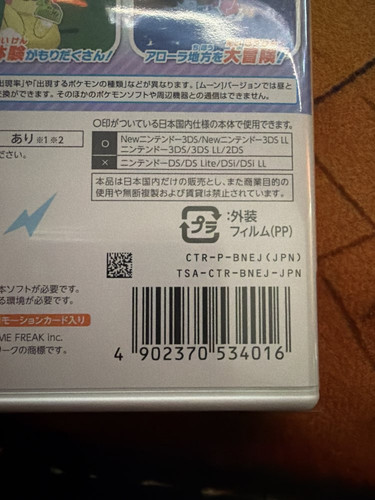 体験がもりだくさん!
アローラ地方を大冒険!!
出現率」や「出現するポケモンの種類」などが異なります。『ムーン』バージョンでは昼と
交換ができます。そのほかのポケモンソフトや周辺機器との通信はできません。
○印がついている日本国内仕様の本体で使用できます。
あり※1※2
○ Newニンテンドー3DS/Newニンテンドー3DS LL
ニンテンドー3DS/3DS LL/2DS
× ニンテンドーDS/DS Lite/DSi/DSi LL
ださい。
本品は日本国内だけの販売とし、また商業目的の
使用や無断複製および賃貸は禁止されています。
プラ
:外装
フィルム(PP)
CTR-P-BNEJ(JPN)
TSA-CTR-BNEJ-JPN
本ソフトが必要です。
る環境が必要です。
モーションカード入り
ME FREAK inc.
ークの商標です。
4 902370 534016